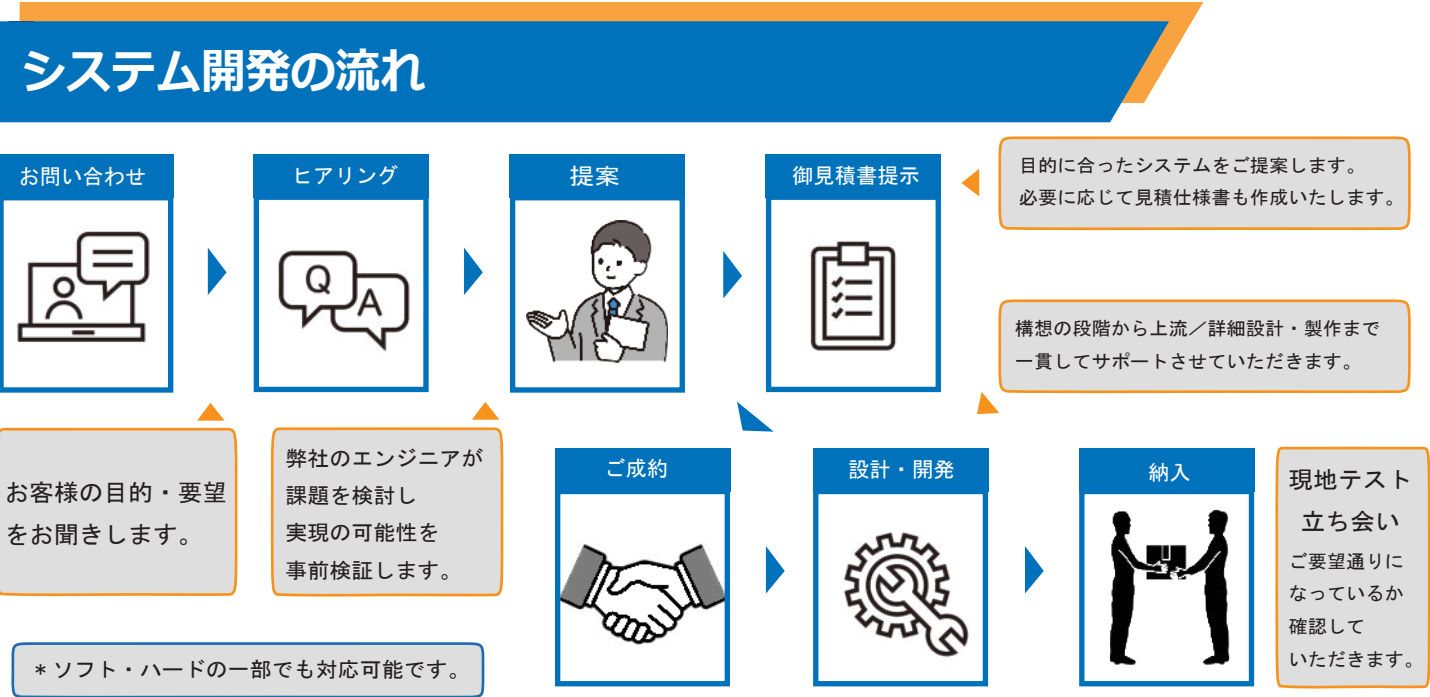 システム開発の流れ
お問い合わせ
ヒアリング
提案
御見積書提示
目的に合ったシステムをご提案します。
必要に応じて見積仕様書も作成いたします。
Q
A
構想の段階から上流／詳細設計・製作まで
一貫してサポートさせていただきます。
お客様の目的・要望
をお聞きします。
弊社のエンジニアが
課題を検討し
実現の可能性を
事前検証します。
ご成約
設計・開発
納入
現地テスト
立ち会い
ご要望通りに
なっているか
確認して
いただきます。
＊ソフト・ハードの一部でも対応可能です。